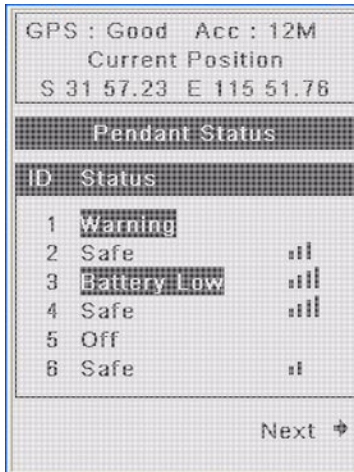 GPS : Good Acc : 12M
Current Position
S 31 57.23 E 115 51.76
Pendant Status
ID Status
1 Warning
2 Safe
3 Battery Low
4 Safe
5 Off
6 Safe
Next